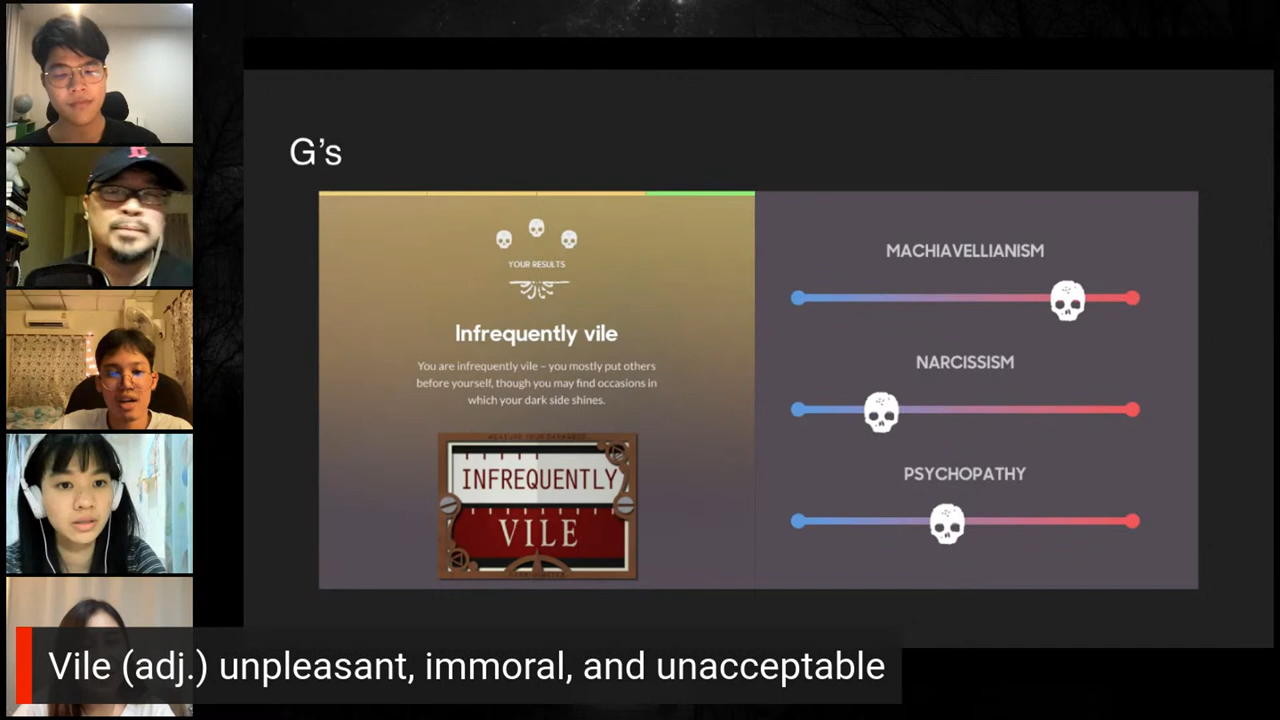 G's
YOUR RESULTS
Infrequently vile
You are infrequently vile – you mostly put others
before yourself, though you may find occasions in
which your dark side shines.
INFREQUENTLY
VILE
MACHIAVELLIANISM
NARCISSISM
PSYCHOPATHY
Vile (adj.) unpleasant, immoral, and unacceptable